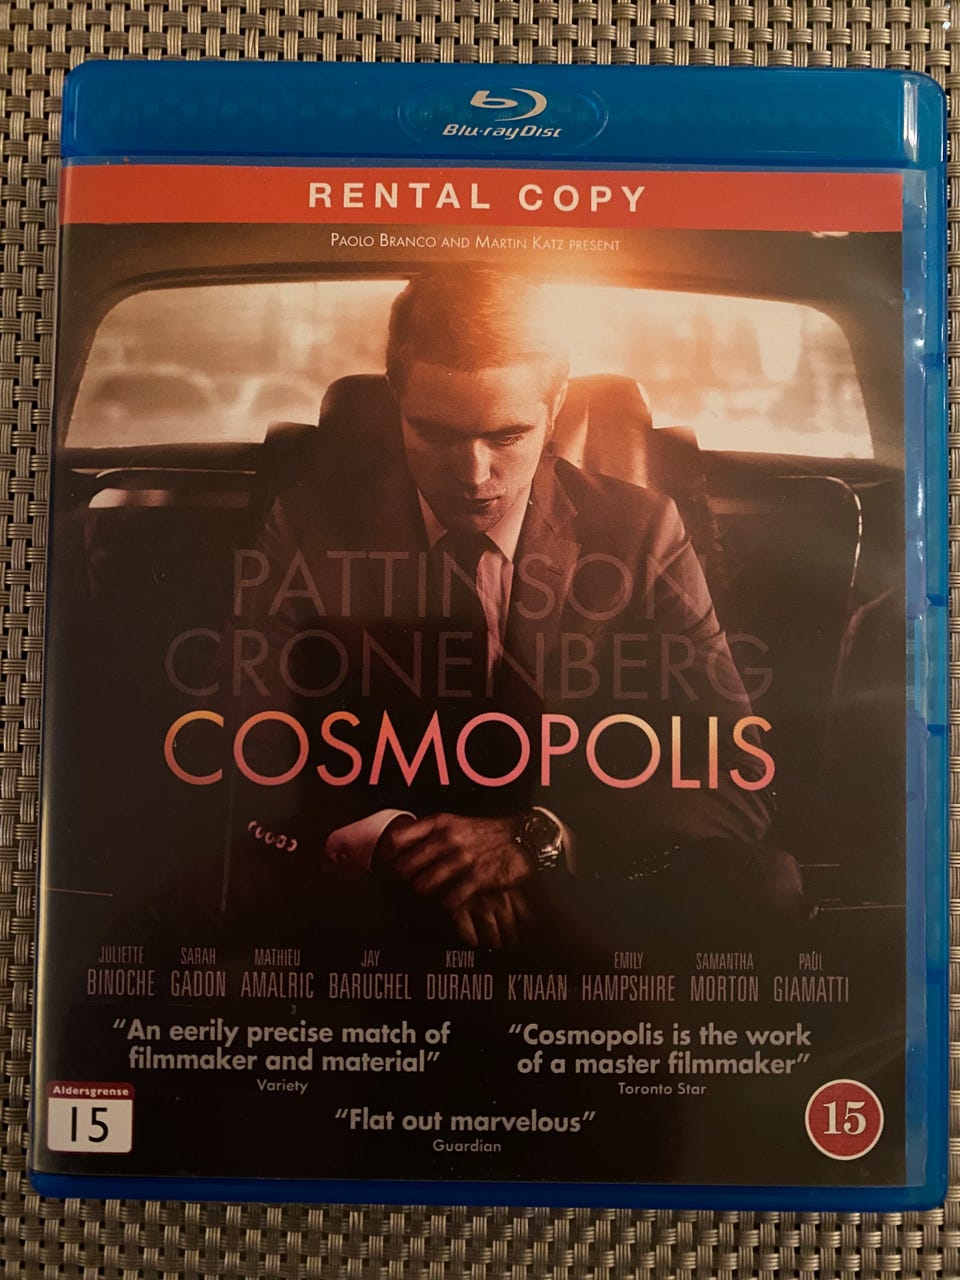 Blu-ray Disc
RENTAL COPY
PAOLO BRANCO AND MARTIN KATZ PRESENT
PATTINSON
CRONENBERG
COSMOPOLIS
JULIETTE BINOCHE SARAH GADON MATHIEU AMALRIC JAY BARUCHEL KEVIN DURAND K'NAAN EMILY HAMPSHIRE SAMANTHA MORTON PAUL GIAMATTI
“An eerily precise match of
filmmaker and material”
Variety
“Cosmopolis is the work
of a master filmmaker”
Toronto Star
“Flat out marvelous”
Guardian
Aldersgrense
15
15